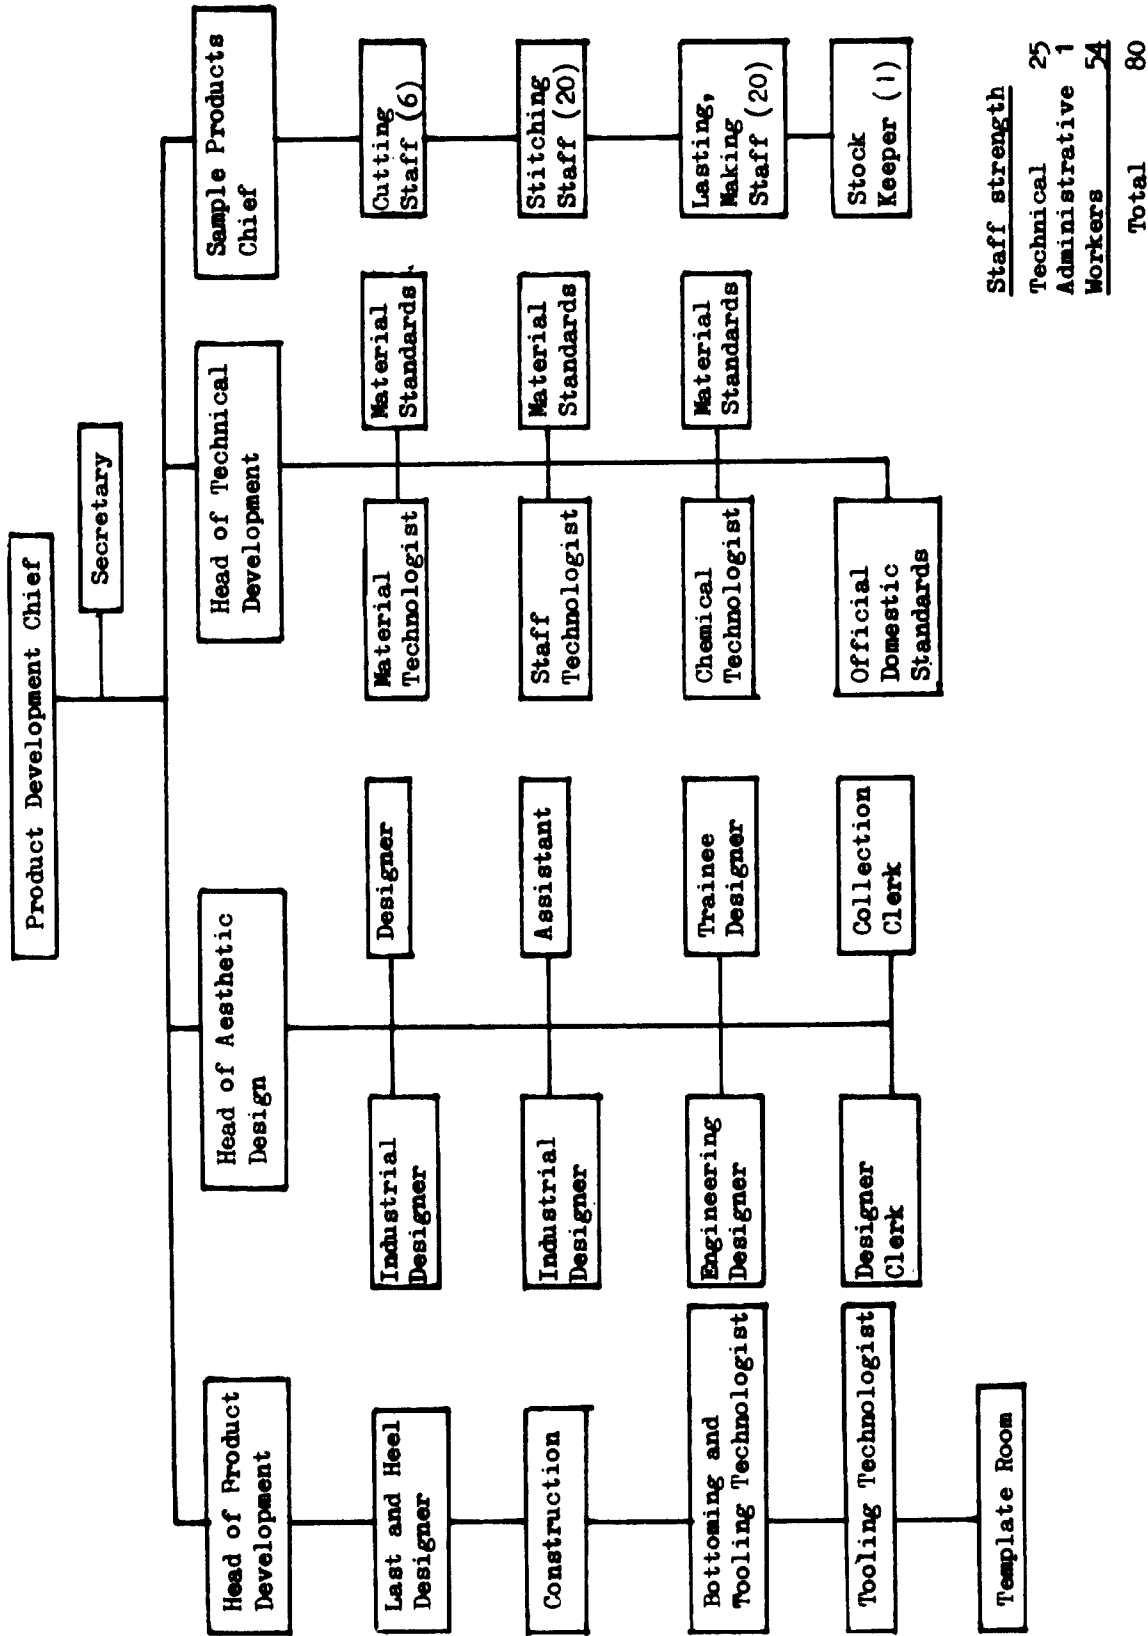 Product Development Chief
Secretary
Head of Product
Development
Head of Aesthetic
Design
Head of Technical
Development
Sample Products
Chief
Last and Heel
Designer
Industrial
Designer
Designer
Material
Technologist
Material
Standards
Cutting
Staff (6)
Construction
Industrial
Designer
Assistant
Staff
Technologist
Material
Standards
Stitching
Staff (20)
Bottoming and
Tooling Technologist
Engineering
Designer
Trainee
Designer
Chemical
Technologist
Material
Standards
Lasting,
Making
Staff (20)
Tooling Technologist
Designer
Clerk
Collection
Clerk
Official
Domestic
Standards
Stock
Keeper (1)
Template Room
Staff strength
Technical 25
Administrative 1
Workers 54
Total 80